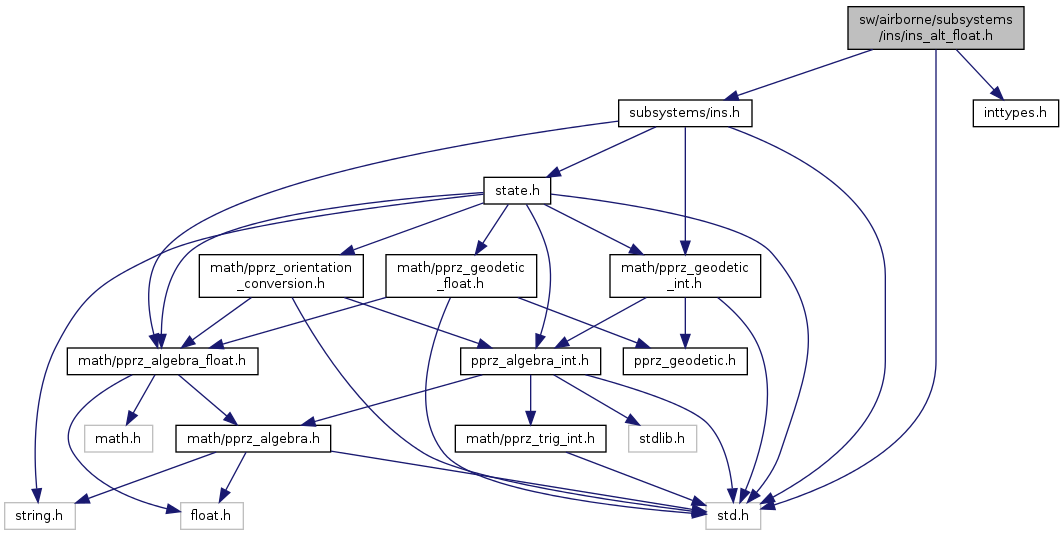 sw/airborne/subsystems
/ins/ins_alt_float.h
subsystems/ins.h
inttypes.h
state.h
math/pprz_orientation
_conversion.h
math/pprz_geodetic
_float.h
math/pprz_geodetic
_int.h
math/pprz_algebra_float.h
pprz_algebra_int.h
pprz_geodetic.h
math.h
math/pprz_algebra.h
math/pprz_trig_int.h
stdlib.h
string.h
float.h
std.h